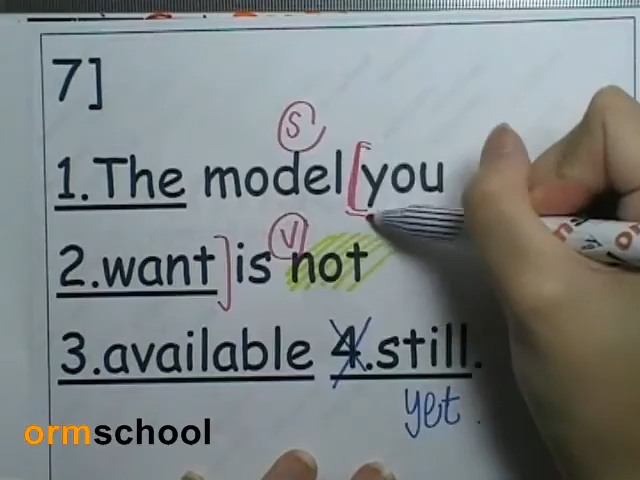 7]
S
1.The model [you
V
2.want] is not
3.available 4.still.
yet.
ormschool